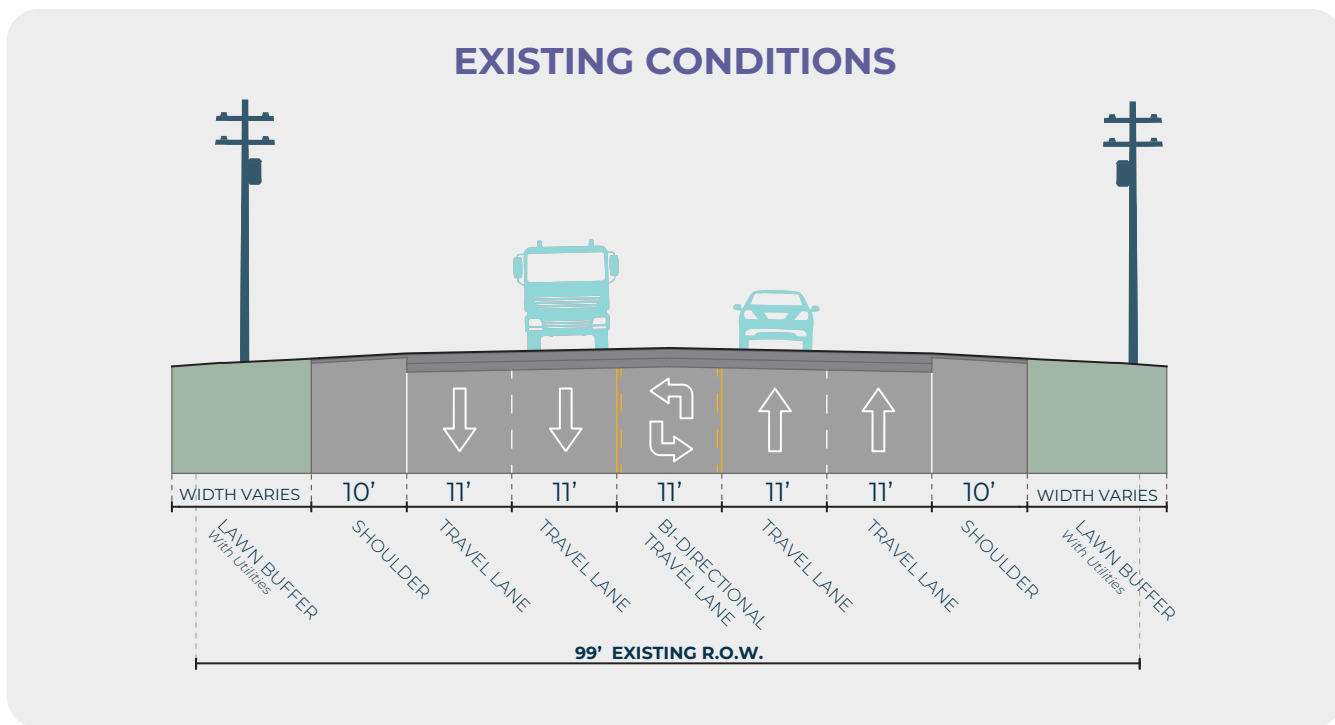 EXISTING CONDITIONS
WIDTH VARIES
10’
11’
11’
11’
11’
11’
10’
WIDTH VARIES
LAWN BUFFER
With Utilities
SHOULDER
TRAVEL LANE
TRAVEL LANE
BI-DIRECTIONAL
TRAVEL LANE
TRAVEL LANE
TRAVEL LANE
SHOULDER
LAWN BUFFER
With Utilities
99’ EXISTING R.O.W.